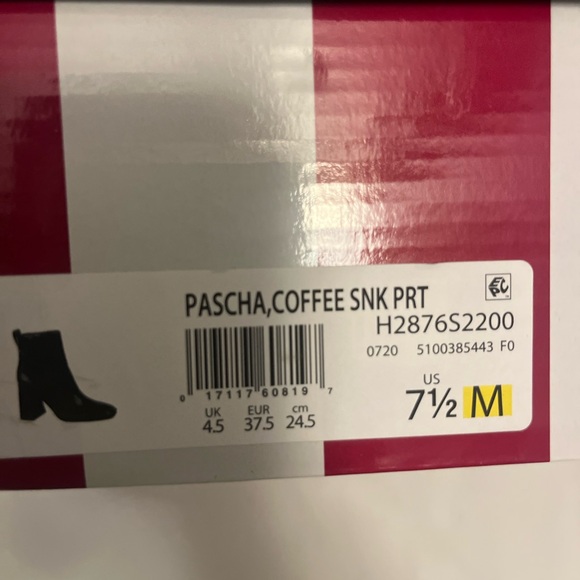 PASCHA,COFFEE SNK PRT
H2876S2200
0720 5100385443 F0
0 17117 60819 7
UK EUR cm
4.5 37.5 24.5
US
7½ M